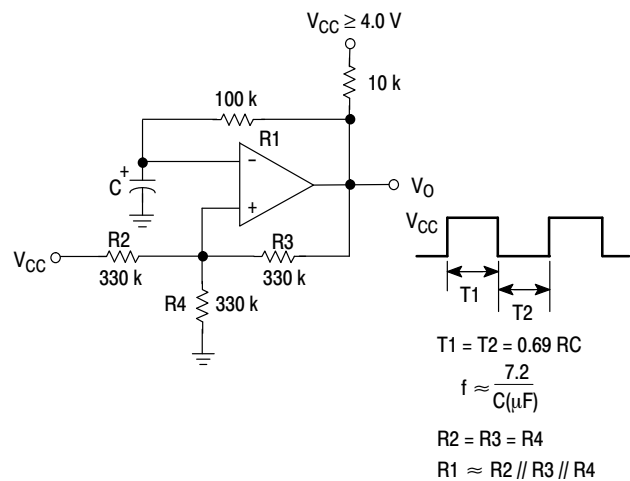 V_CC ≥ 4.0 V
10 k
100 k
R1
−
+
C
+
V_O
V_CC
R2
330 k
R3
330 k
R4
330 k
V_CC
T1
T2
T1 = T2 = 0.69 RC
f ≈ 7.2 / C(μF)
R2 = R3 = R4
R1 ≈ R2 // R3 // R4